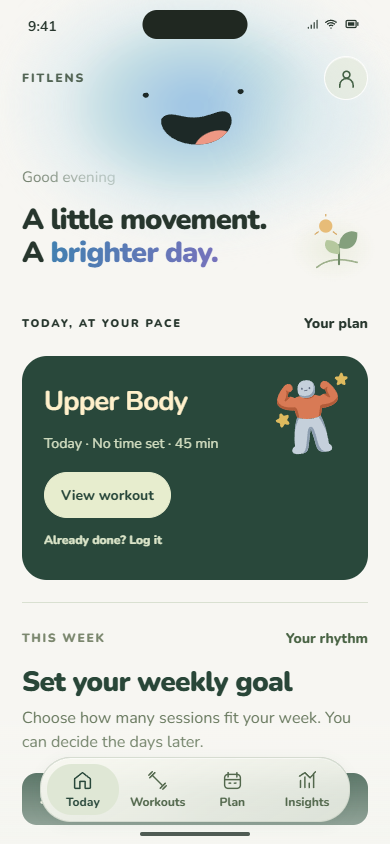 9:41
FITLENS
Good evening
A little movement.
A brighter day.
TODAY, AT YOUR PACE
Your plan
Upper Body
Today · No time set · 45 min
View workout
Already done? Log it
THIS WEEK
Your rhythm
Set your weekly goal
Choose how many sessions fit your week. You
can decide the days later.
Today
Workouts
Plan
Insights